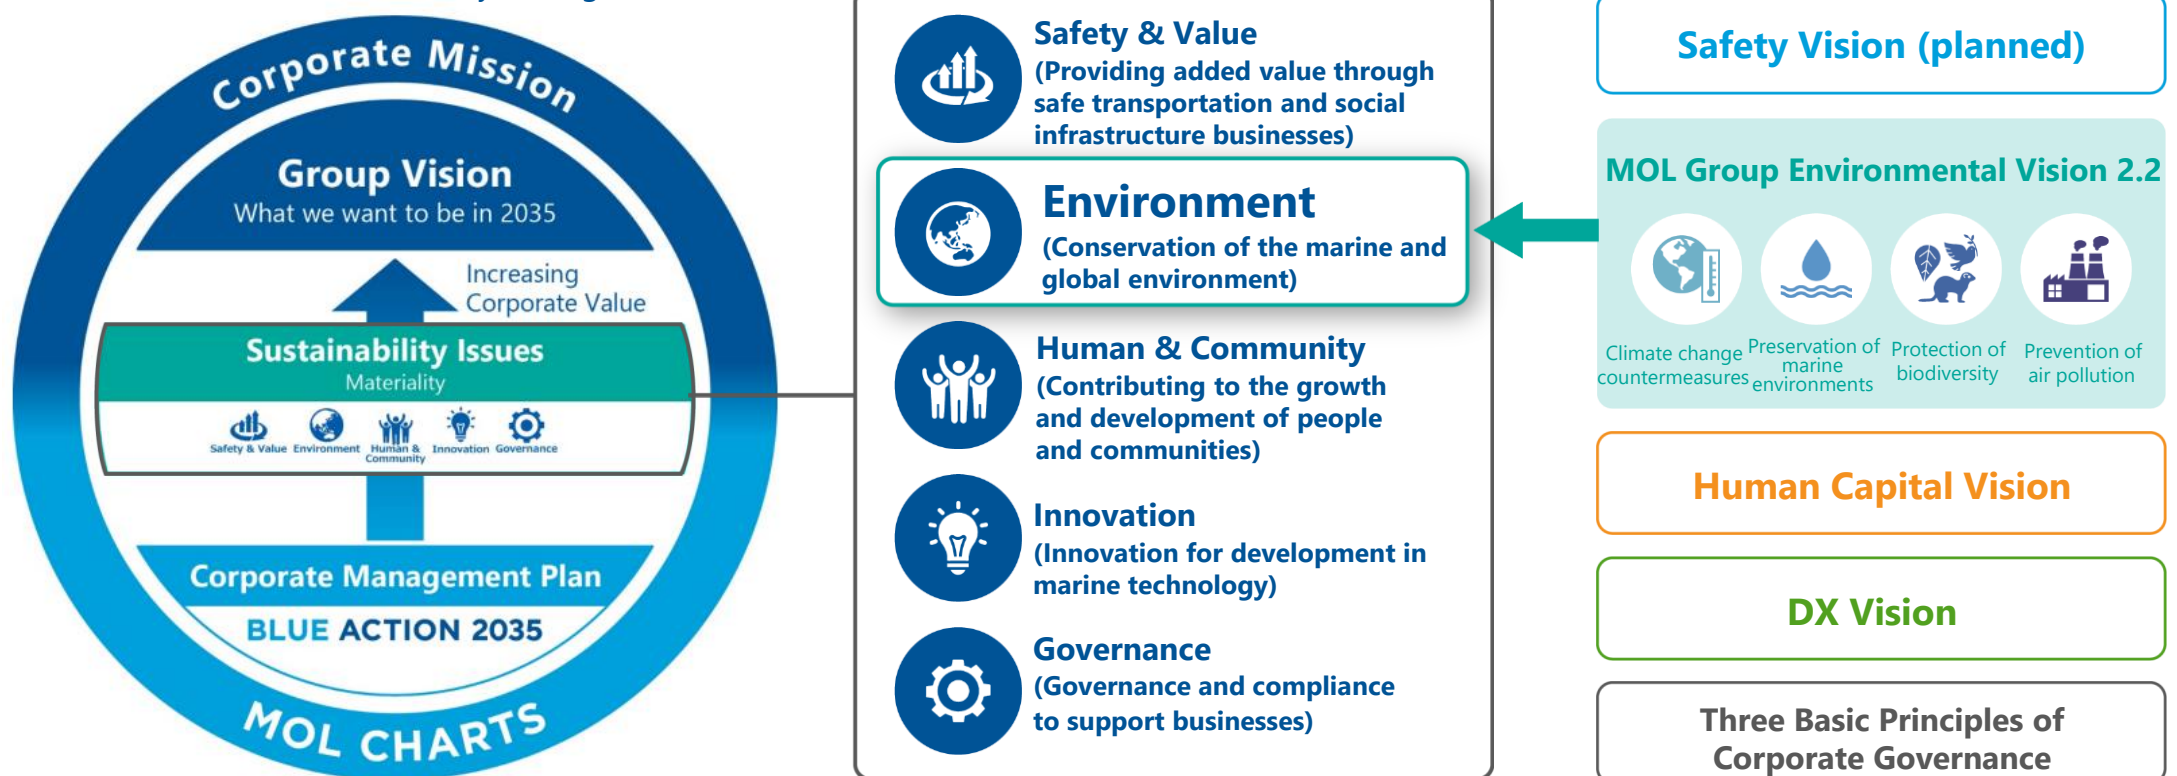 Corporate Mission
Group Vision
What we want to be in 2035
Increasing
Corporate Value
Sustainability Issues
Materiality
Safety & Value
Environment
Human &
Community
Innovation
Governance
Corporate Management Plan
BLUE ACTION 2035
MOL CHARTS
Safety & Value
(Providing added value through
safe transportation and social
infrastructure businesses)
Environment
(Conservation of the marine and
global environment)
Human & Community
(Contributing to the growth
and development of people
and communities)
Innovation
(Innovation for development in
marine technology)
Governance
(Governance and compliance
to support businesses)
Safety Vision (planned)
MOL Group Environmental Vision 2.2
Climate change
countermeasures
Preservation of
marine
environments
Protection of
biodiversity
Prevention of
air pollution
Human Capital Vision
DX Vision
Three Basic Principles of
Corporate Governance